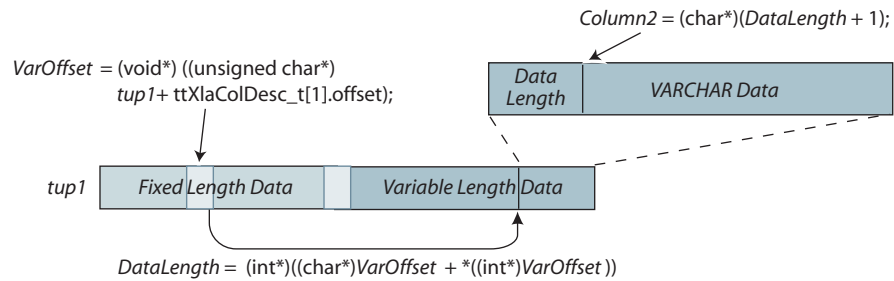 Column2 = (char*)(DataLength + 1);
VarOffset = (void*) ((unsigned char*)
tup1+ ttXlaColDesc_t[1].offset);
Data
Length
VARCHAR Data
tup1
Fixed Length Data
Variable Length Data
DataLength = (int*)((char*)VarOffset + *((int*)VarOffset ))